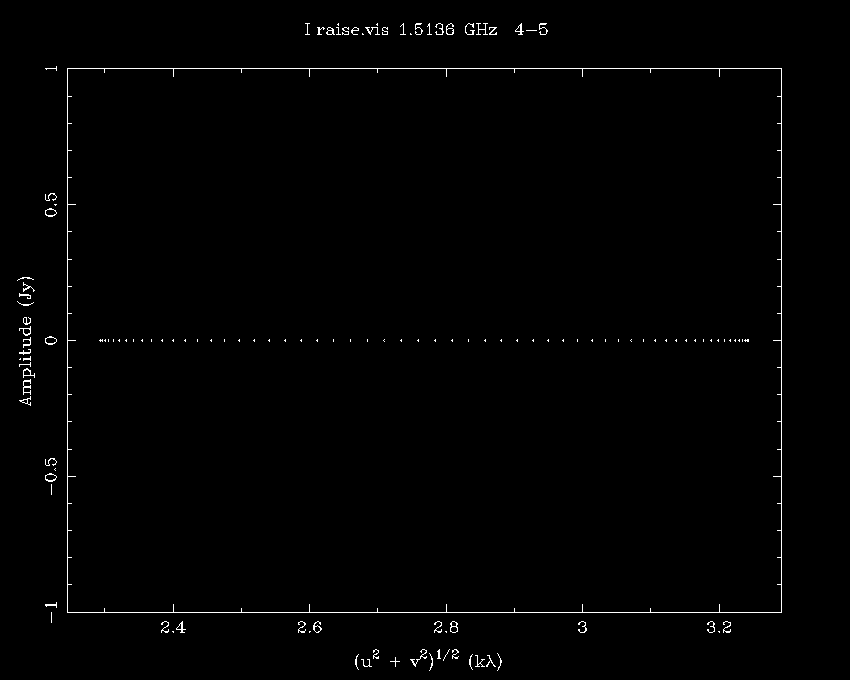 I raise.vis 1.5136 GHz 4−5
1
0.5
0
−0.5
−1
Amplitude (Jy)
2.4 2.6 2.8 3 3.2
(u² + v²)¹/² (kλ)